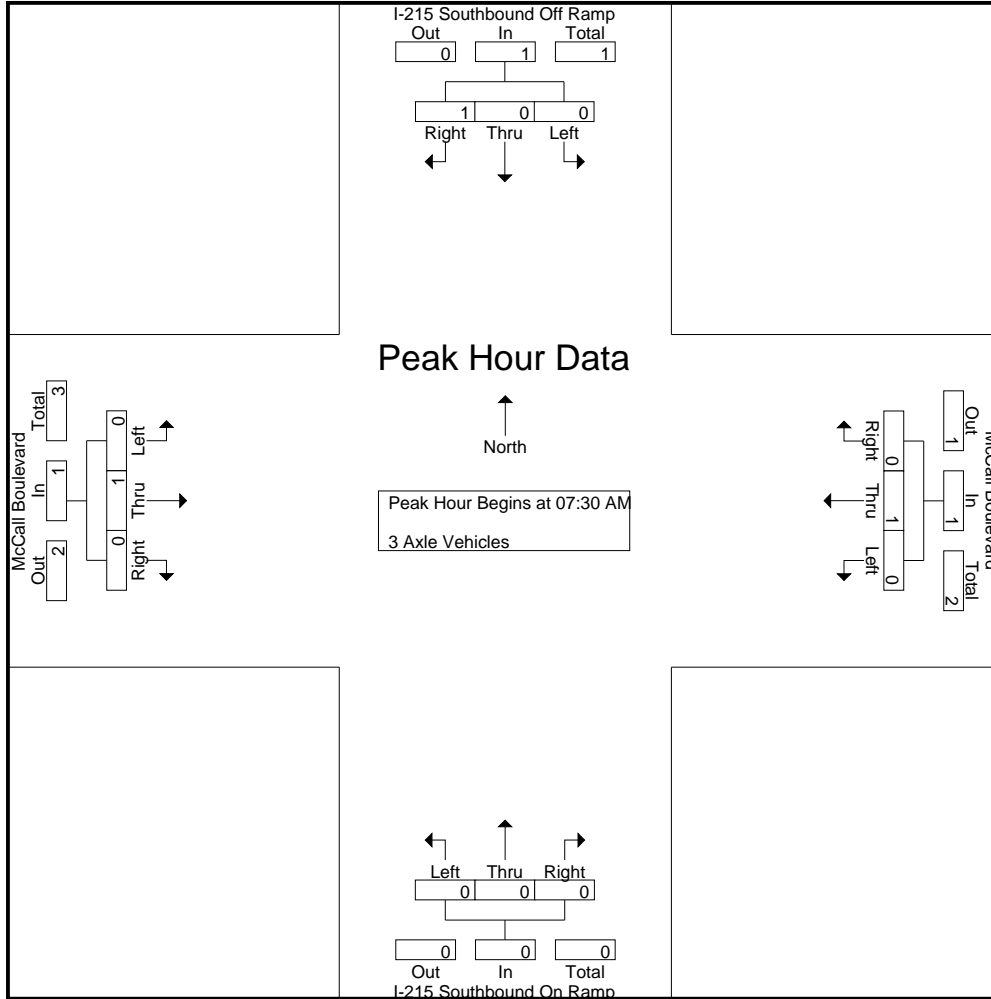 I-215 Southbound Off Ramp
Out In Total
0 1 1
1 0 0
Right Thru Left
Peak Hour Data
North
Peak Hour Begins at 07:30 AM
3 Axle Vehicles
McCall Boulevard
Total In Out
3 1 2
0 1 0
Left Thru Right
McCall Boulevard
Out In Total
1 1 2
0 1 0
Right Thru Left
Left Thru Right
0 0 0
0 0 0
Out In Total
I-215 Southbound On Ramp